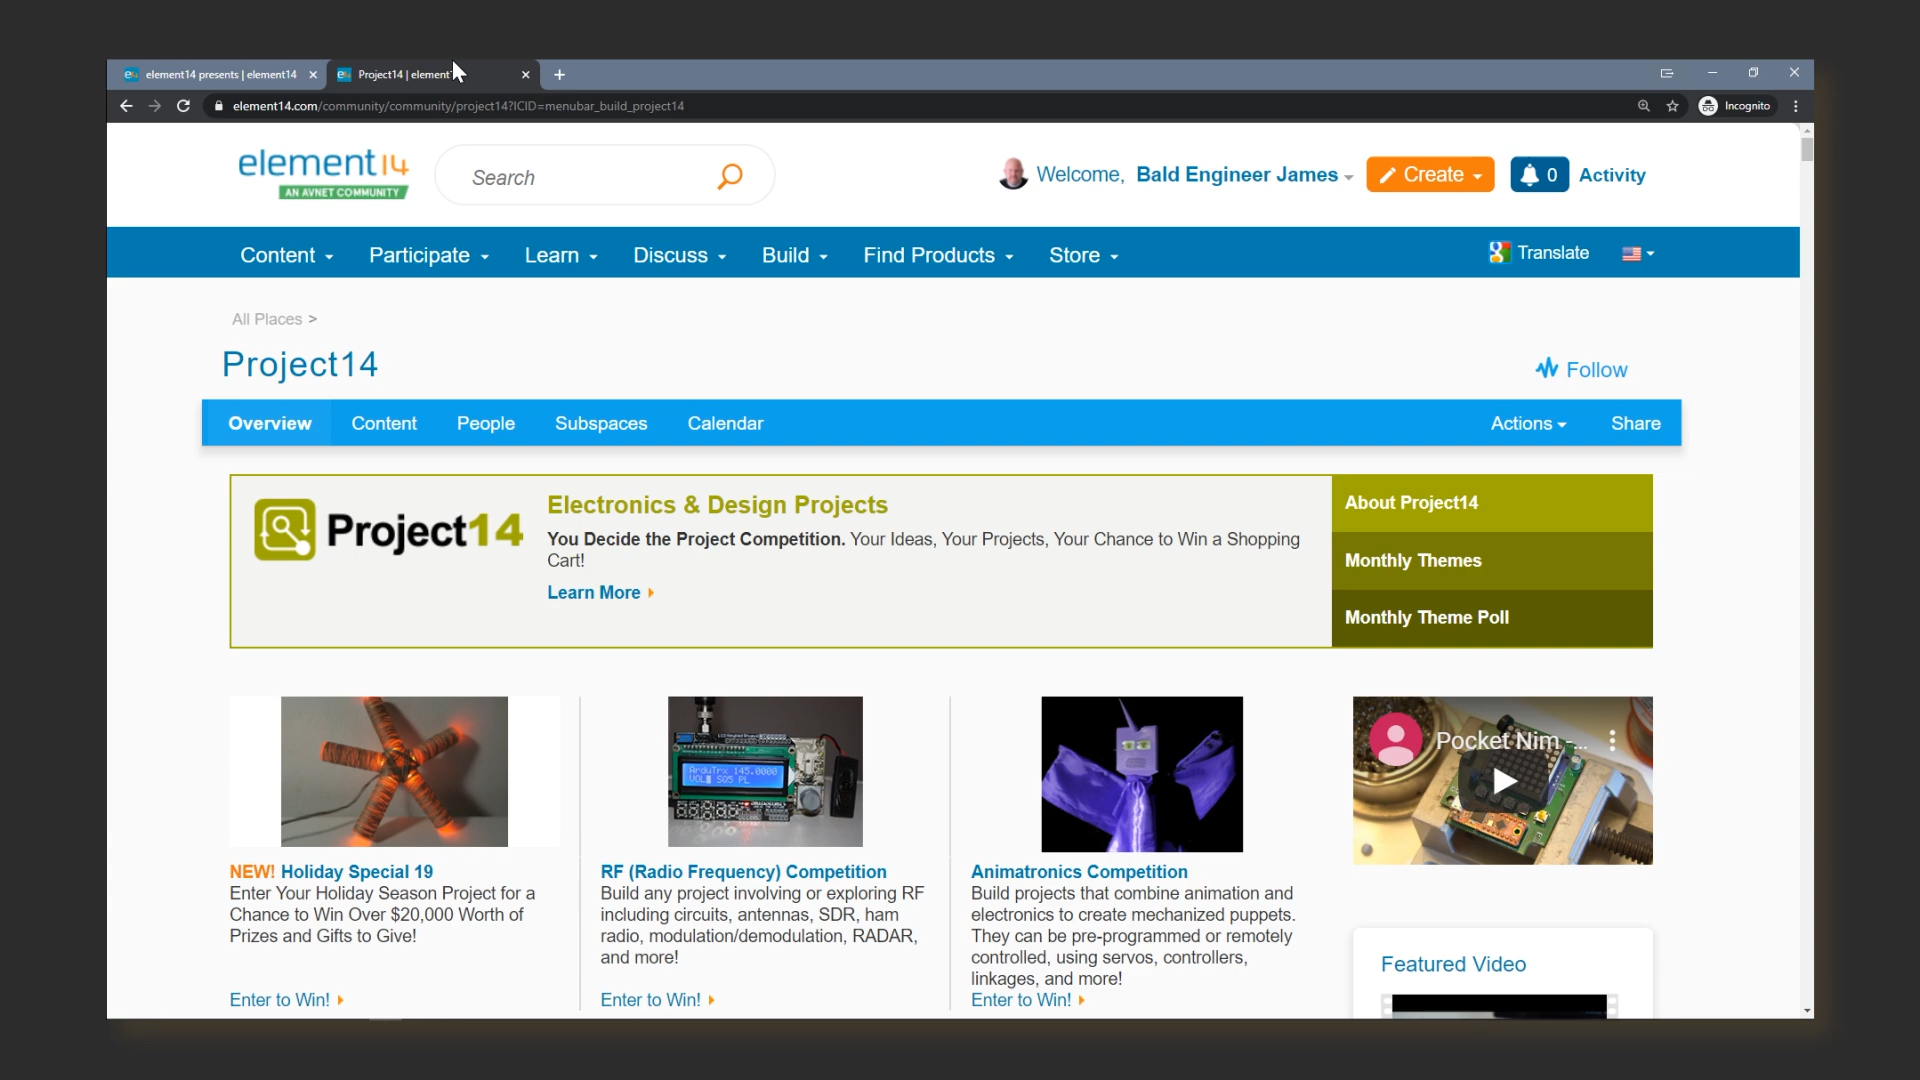 element14 presents | element14
Project14 | element
element14.com/community/community/project14?ICID=menubar_build_project14
Incognito
element14
AN AVNET COMMUNITY
Search
Welcome, Bald Engineer James
Create
0
Activity
Content
Participate
Learn
Discuss
Build
Find Products
Store
Translate
All Places >
Project14
Follow
Overview
Content
People
Subspaces
Calendar
Actions
Share
Project14
Electronics & Design Projects
You Decide the Project Competition. Your Ideas, Your Projects, Your Chance to Win a Shopping
Cart!
Learn More
About Project14
Monthly Themes
Monthly Theme Poll
ArduTrx 145.0000
SQ5 PL
Pocket Nim -...
NEW! Holiday Special 19
Enter Your Holiday Season Project for a
Chance to Win Over $20,000 Worth of
Prizes and Gifts to Give!
Enter to Win!
RF (Radio Frequency) Competition
Build any project involving or exploring RF
including circuits, antennas, SDR, ham
radio, modulation/demodulation, RADAR,
and more!
Enter to Win!
Animatronics Competition
Build projects that combine animation and
electronics to create mechanized puppets.
They can be pre-programmed or remotely
controlled, using servos, controllers,
linkages, and more!
Enter to Win!
Featured Video